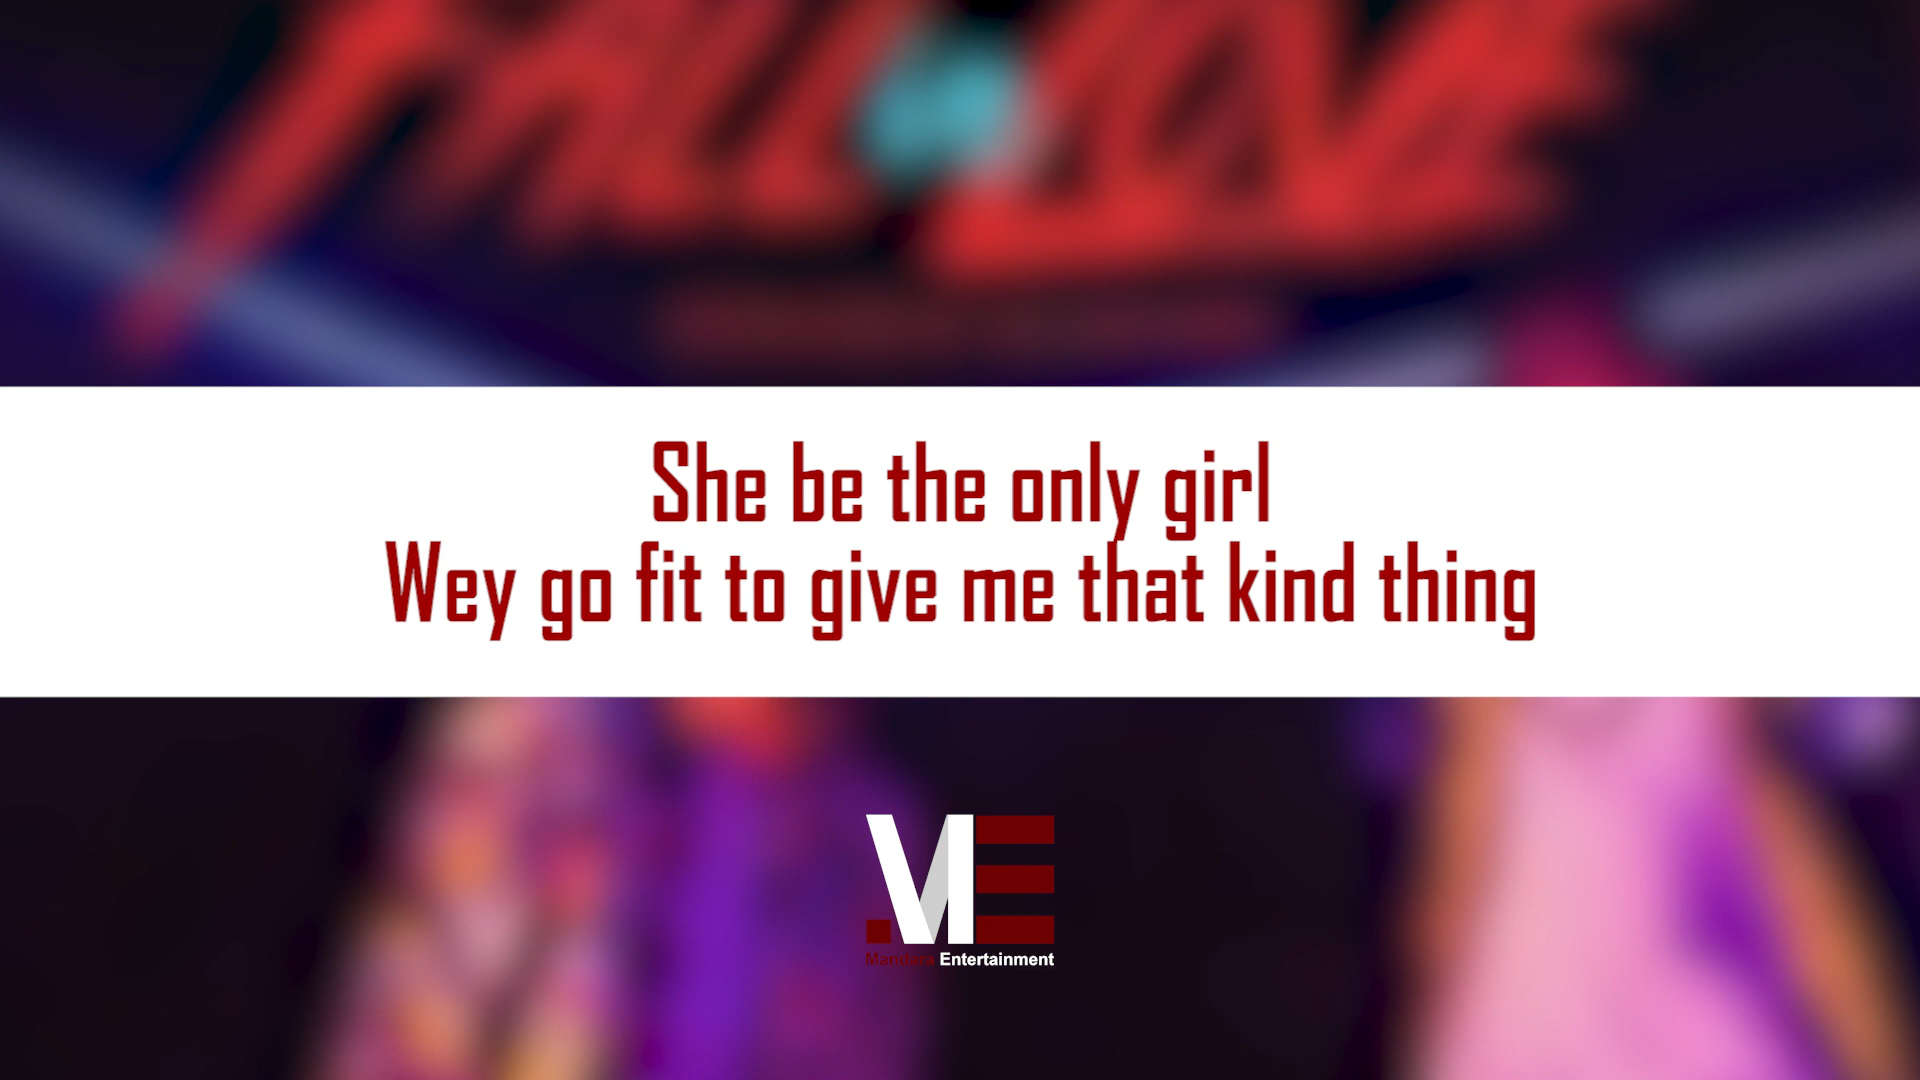 She be the only girl
Wey go fit to give me that kind thing
Entertainment